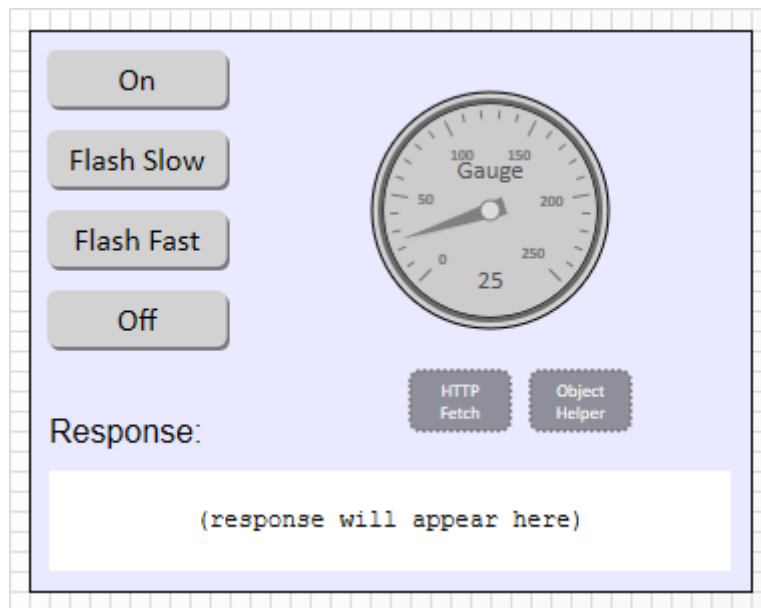 On
Flash Slow
Flash Fast
Off
100 150
Gauge
50 200
0 250
25
HTTP
Fetch
Object
Helper
Response:
(response will appear here)